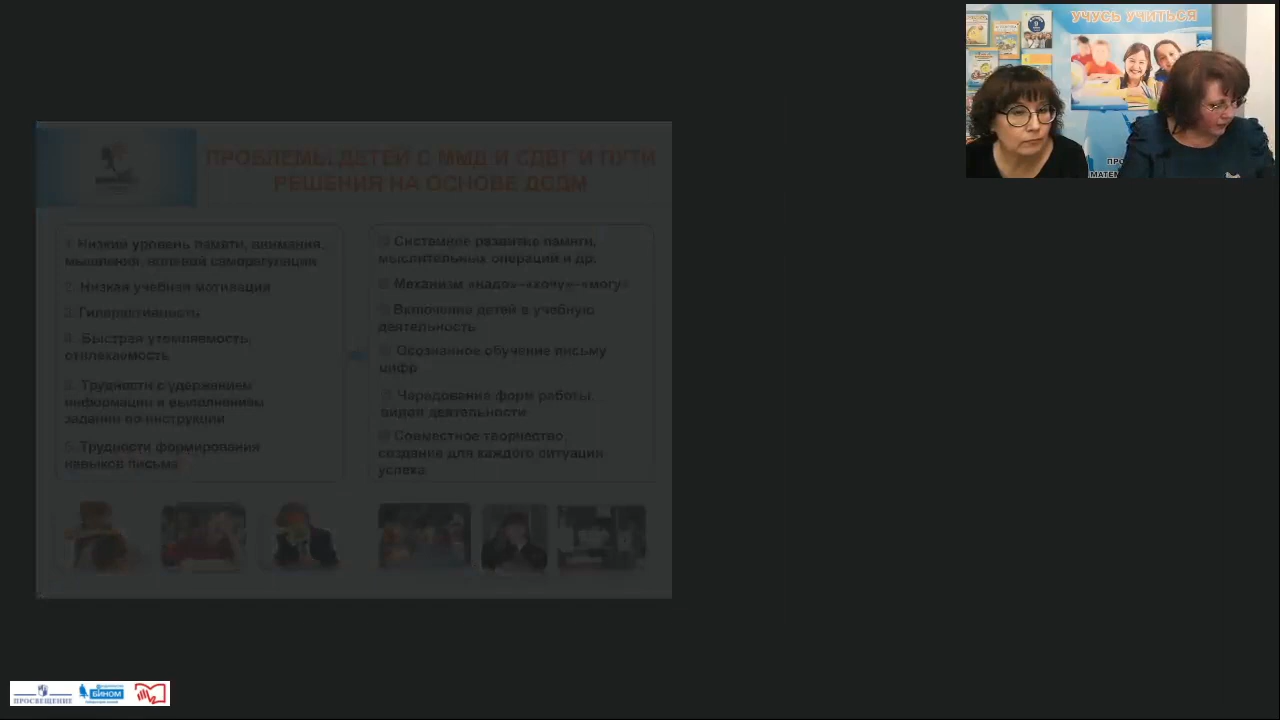 УЧУСЬ УЧИТЬСЯ
ПРОБЛЕМЫ ДЕТЕЙ С ММД И СДВГ И ПУТИ
РЕШЕНИЯ НА ОСНОВЕ ДСДМ
Низкий уровень памяти, внимания,
мышления, волевой саморегуляции
2. Низкая учебная мотивация
3. Гиперактивность
4. Быстрая утомляемость,
отвлекаемость
Трудности с удержанием
информации и выполнением
заданий по инструкции
Трудности формирования
навыков письма
Системное развитие памяти,
мыслительных операций и др.
Механизм «надо»-«хочу»-«могу»
Включение детей в учебную
деятельность
Осознанное обучение письму
цифр
Чередование форм работы,
видов деятельности
Совместное творчество,
создание для каждого ситуации
успеха
ПРОСВЕЩЕНИЕ
БИНОМ